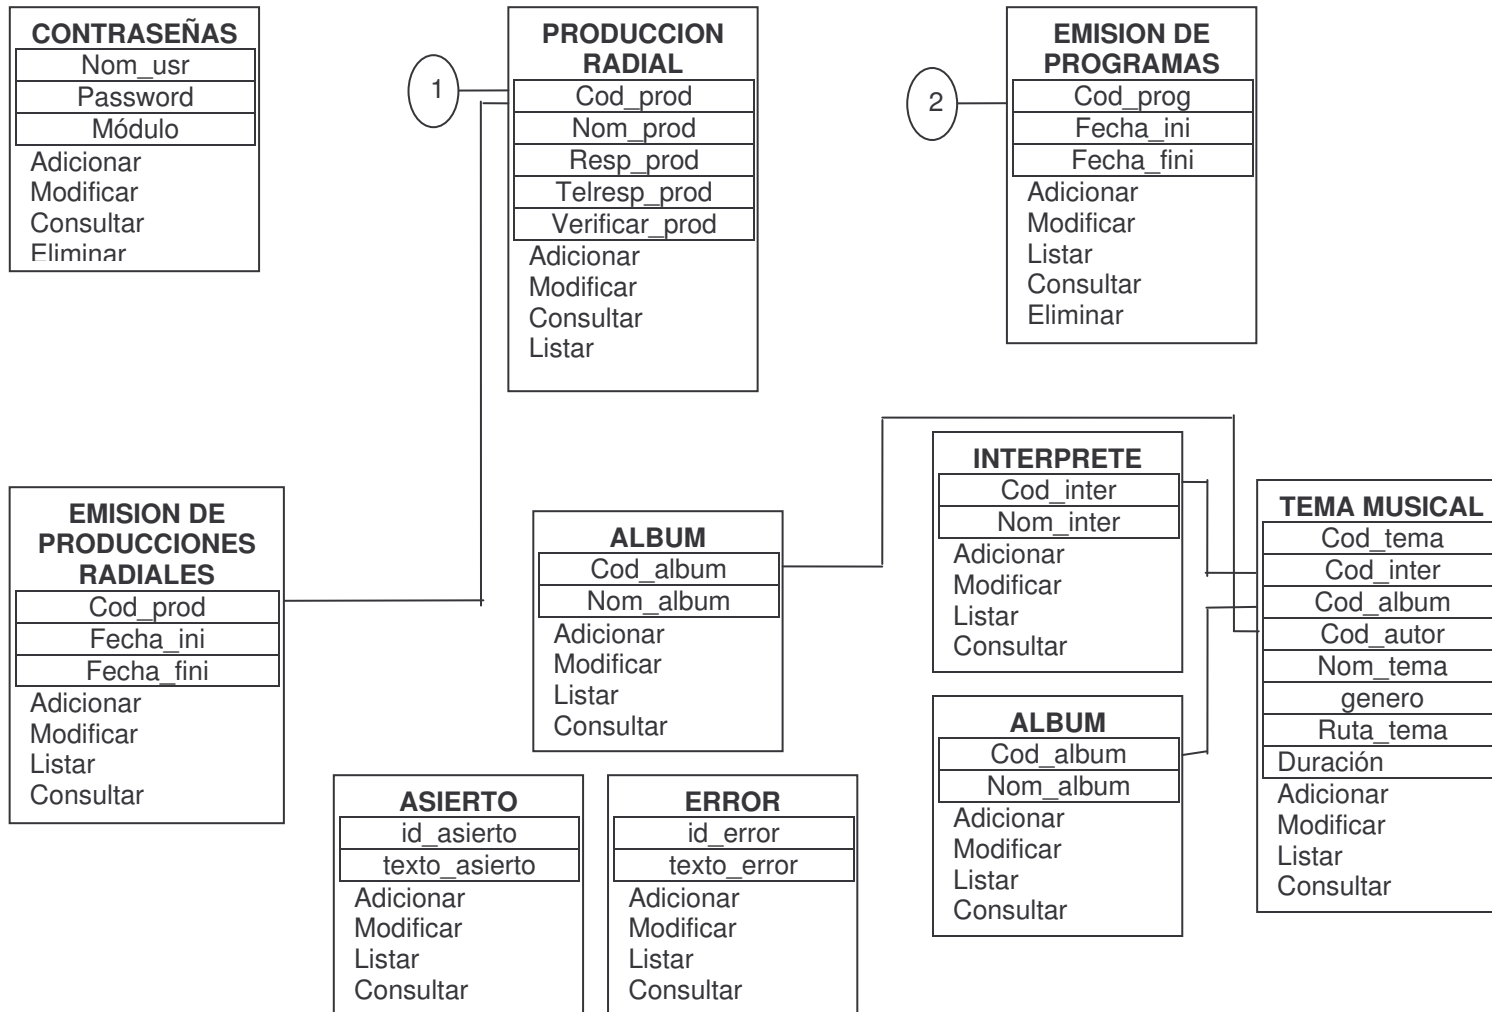 CONTRASEÑAS
Nom_usr
Password
Módulo
Adicionar
Modificar
Consultar
Eliminar
1
PRODUCCION
RADIAL
Cod_prod
Nom_prod
Resp_prod
Telresp_prod
Verificar_prod
Adicionar
Modificar
Consultar
Listar
2
EMISION DE
PROGRAMAS
Cod_prog
Fecha_ini
Fecha_fini
Adicionar
Modificar
Listar
Consultar
Eliminar
EMISION DE
PRODUCCIONES
RADIALES
Cod_prod
Fecha_ini
Fecha_fini
Adicionar
Modificar
Listar
Consultar
ALBUM
Cod_album
Nom_album
Adicionar
Modificar
Listar
Consultar
INTERPRETE
Cod_inter
Nom_inter
Adicionar
Modificar
Listar
Consultar
TEMA MUSICAL
Cod_tema
Cod_inter
Cod_album
Cod_autor
Nom_tema
genero
Ruta_tema
Duración
Adicionar
Modificar
Listar
Consultar
ALBUM
Cod_album
Nom_album
Adicionar
Modificar
Listar
Consultar
ASIERTO
id_asierto
texto_asierto
Adicionar
Modificar
Listar
Consultar
ERROR
id_error
texto_error
Adicionar
Modificar
Listar
Consultar